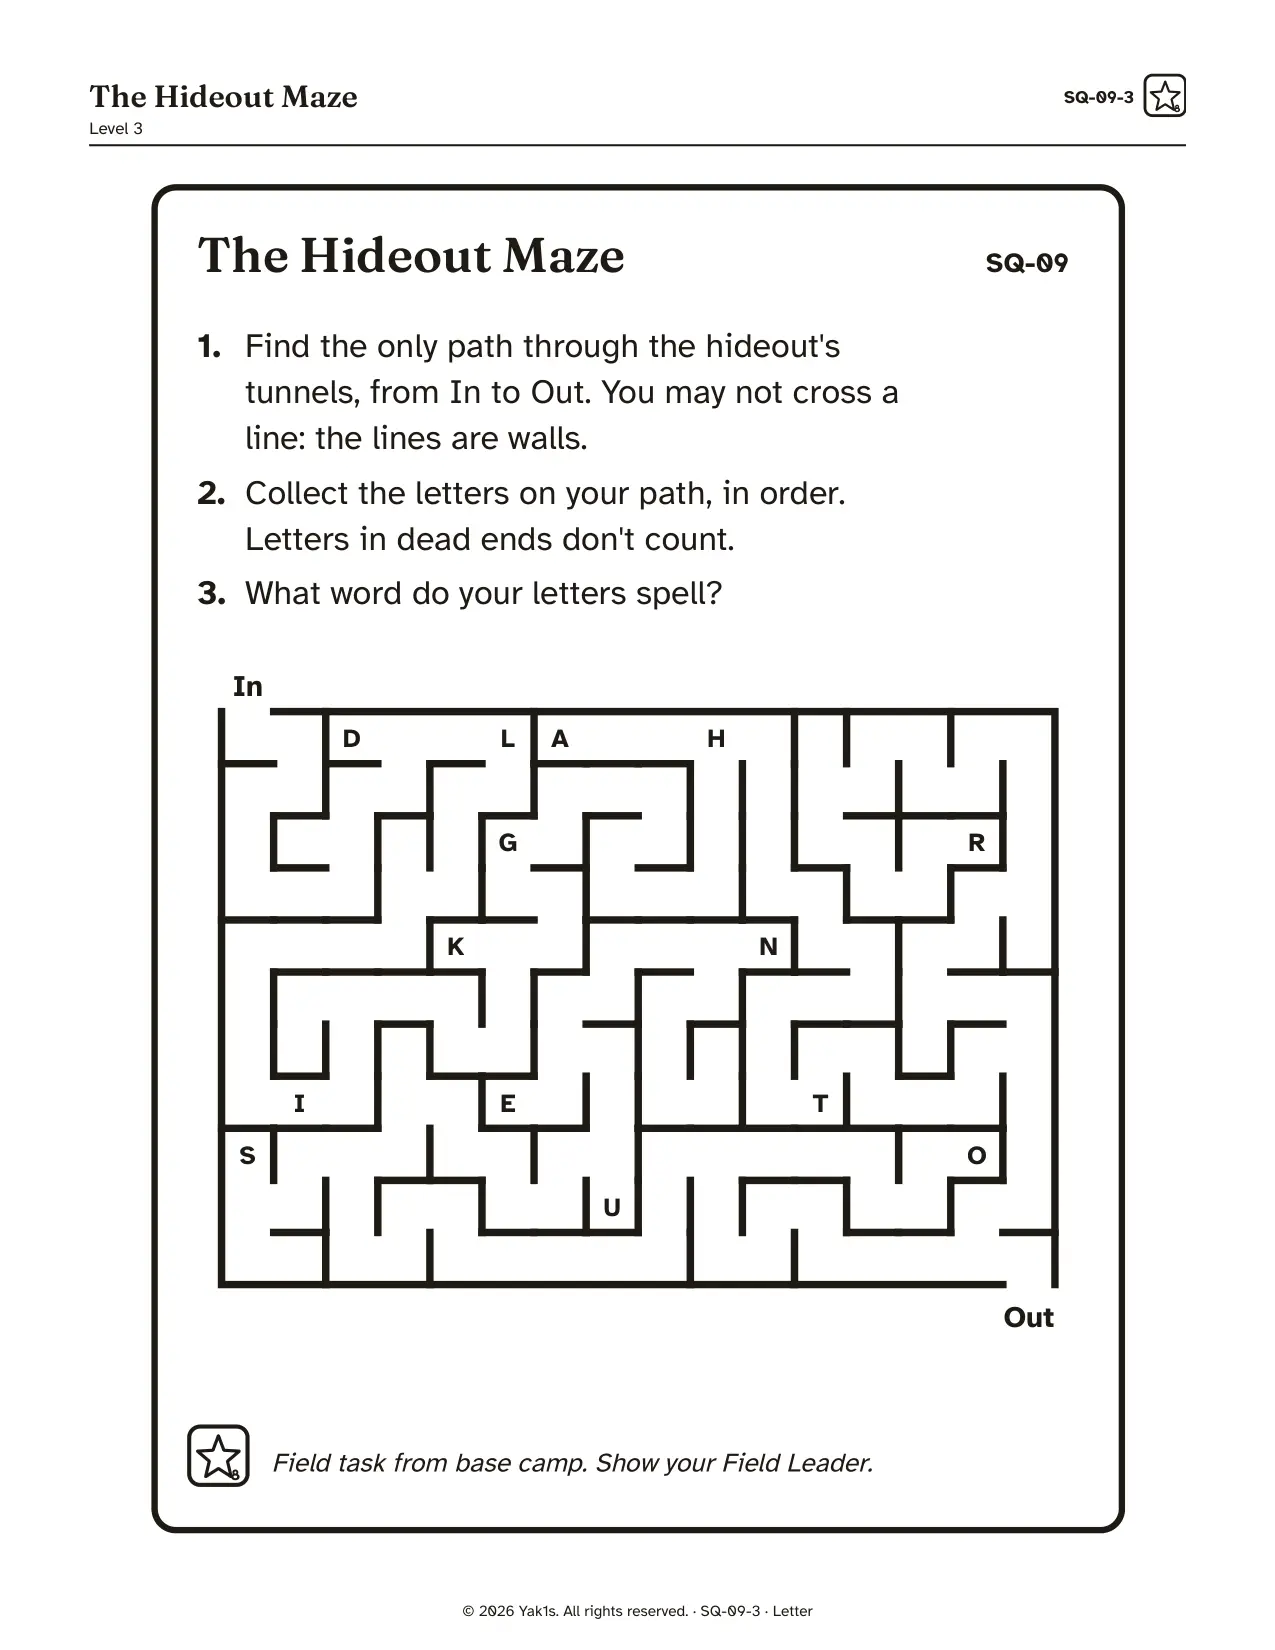 The Hideout Maze
SQ-09-3
8
Level 3
The Hideout Maze
SQ-09
1. Find the only path through the hideout's
tunnels, from In to Out. You may not cross a
line: the lines are walls.
2. Collect the letters on your path, in order.
Letters in dead ends don't count.
3. What word do your letters spell?
In
D L A H
G R
K N
I E T
S O
U
Out
8
Field task from base camp. Show your Field Leader.
© 2026 Yak1s. All rights reserved. · SQ-09-3 · Letter